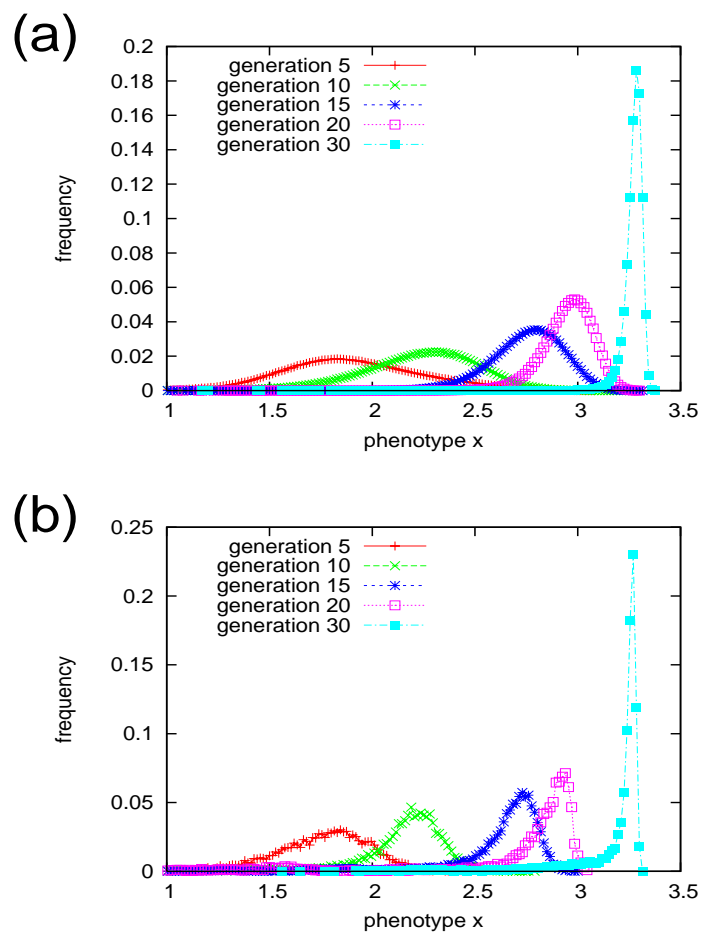 (a)
0.2
0.18
0.16
0.14
0.12
0.1
0.08
0.06
0.04
0.02
0
generation 5
generation 10
generation 15
generation 20
generation 30
frequency
1
1.5
2
2.5
3
3.5
phenotype x
(b)
0.25
0.2
0.15
0.1
0.05
0
generation 5
generation 10
generation 15
generation 20
generation 30
frequency
1
1.5
2
2.5
3
3.5
phenotype x